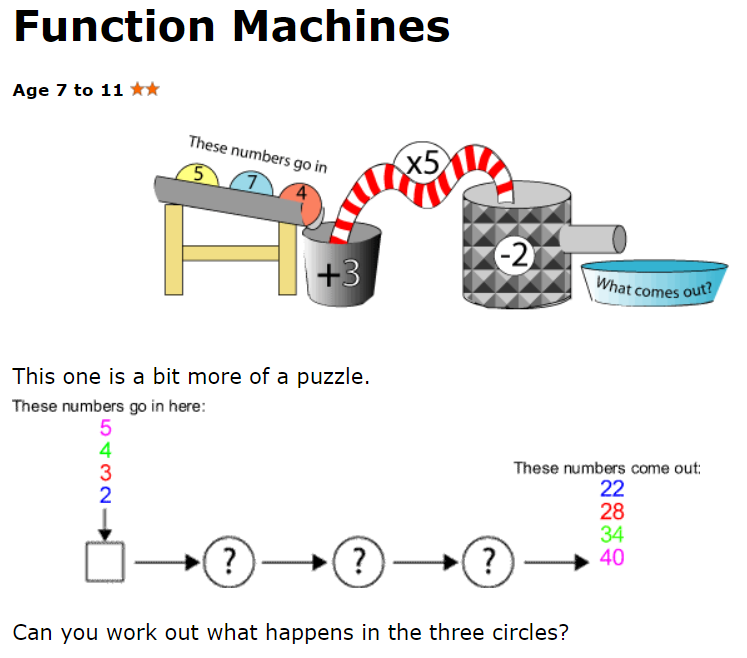 Function Machines
Age 7 to 11
These numbers go in
5
7
4
x5
+3
-2
What comes out?
This one is a bit more of a puzzle.
These numbers go in here:
5
4
3
2
These numbers come out:
22
28
34
40
? ? ?
Can you work out what happens in the three circles?